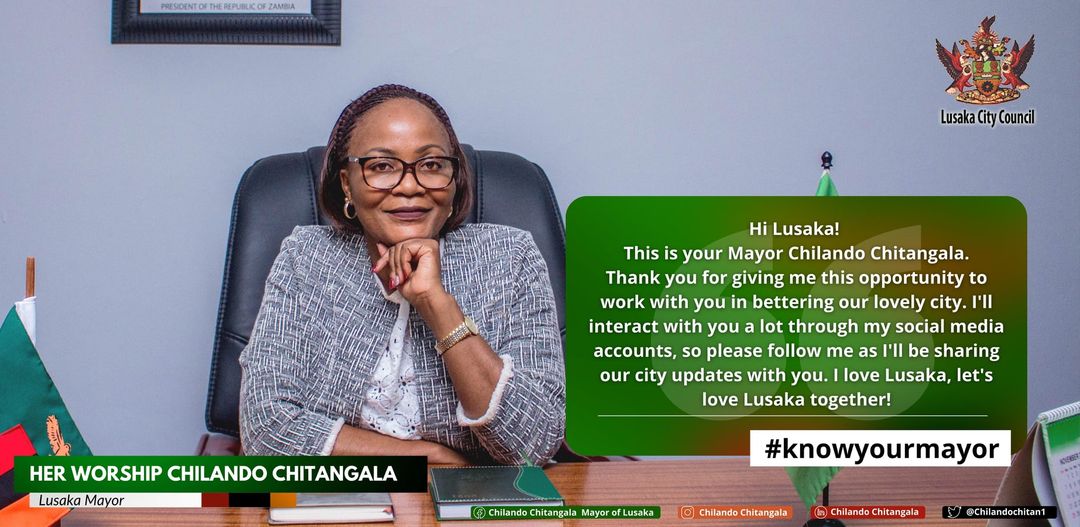 PRESIDENT OF THE REPUBLIC OF ZAMBIA
Lusaka City Council
Hi Lusaka!
This is your Mayor Chilando Chitangala.
Thank you for giving me this opportunity to
work with you in bettering our lovely city. I'll
interact with you a lot through my social media
accounts, so please follow me as I'll be sharing
our city updates with you. I love Lusaka, let's
love Lusaka together!
#knowyourmayor
HER WORSHIP CHILANDO CHITANGALA
Lusaka Mayor
Chilando Chitangala Mayor of Lusaka
Chilando Chitangala
Chilando Chitangala
@Chilandochitan1